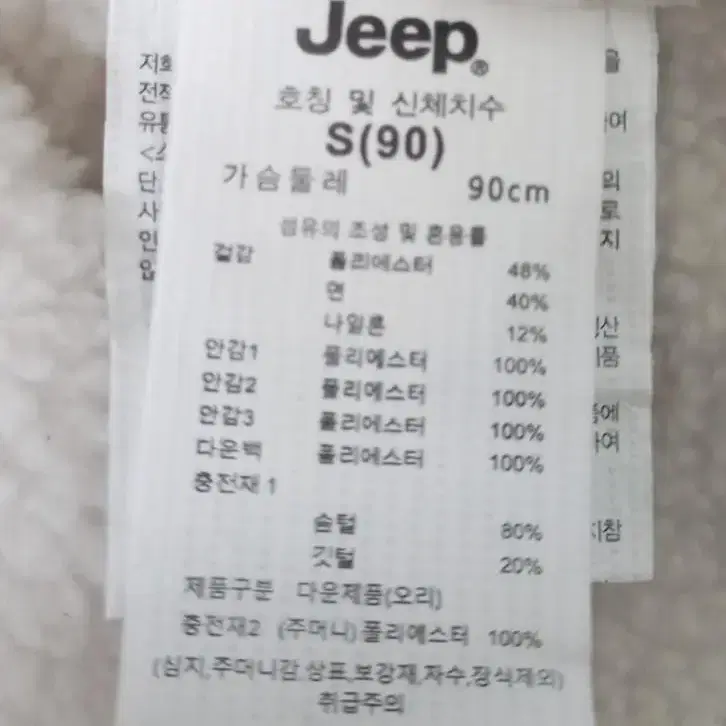 Jeep®
호칭 및 신체치수
S(90)
가슴둘레 90cm
섬유의 조성 및 혼용률
겉감 폴리에스터 48%
면 40%
나일론 12%
안감1 폴리에스터 100%
안감2 폴리에스터 100%
안감3 폴리에스터 100%
다운백 폴리에스터 100%
충전재 1
솜털 80%
깃털 20%
제품구분 다운제품(오리)
충전재2 (주머니)폴리에스터 100%
(심지,주머니감,상표,보강재,자수,장식제외)
취급주의